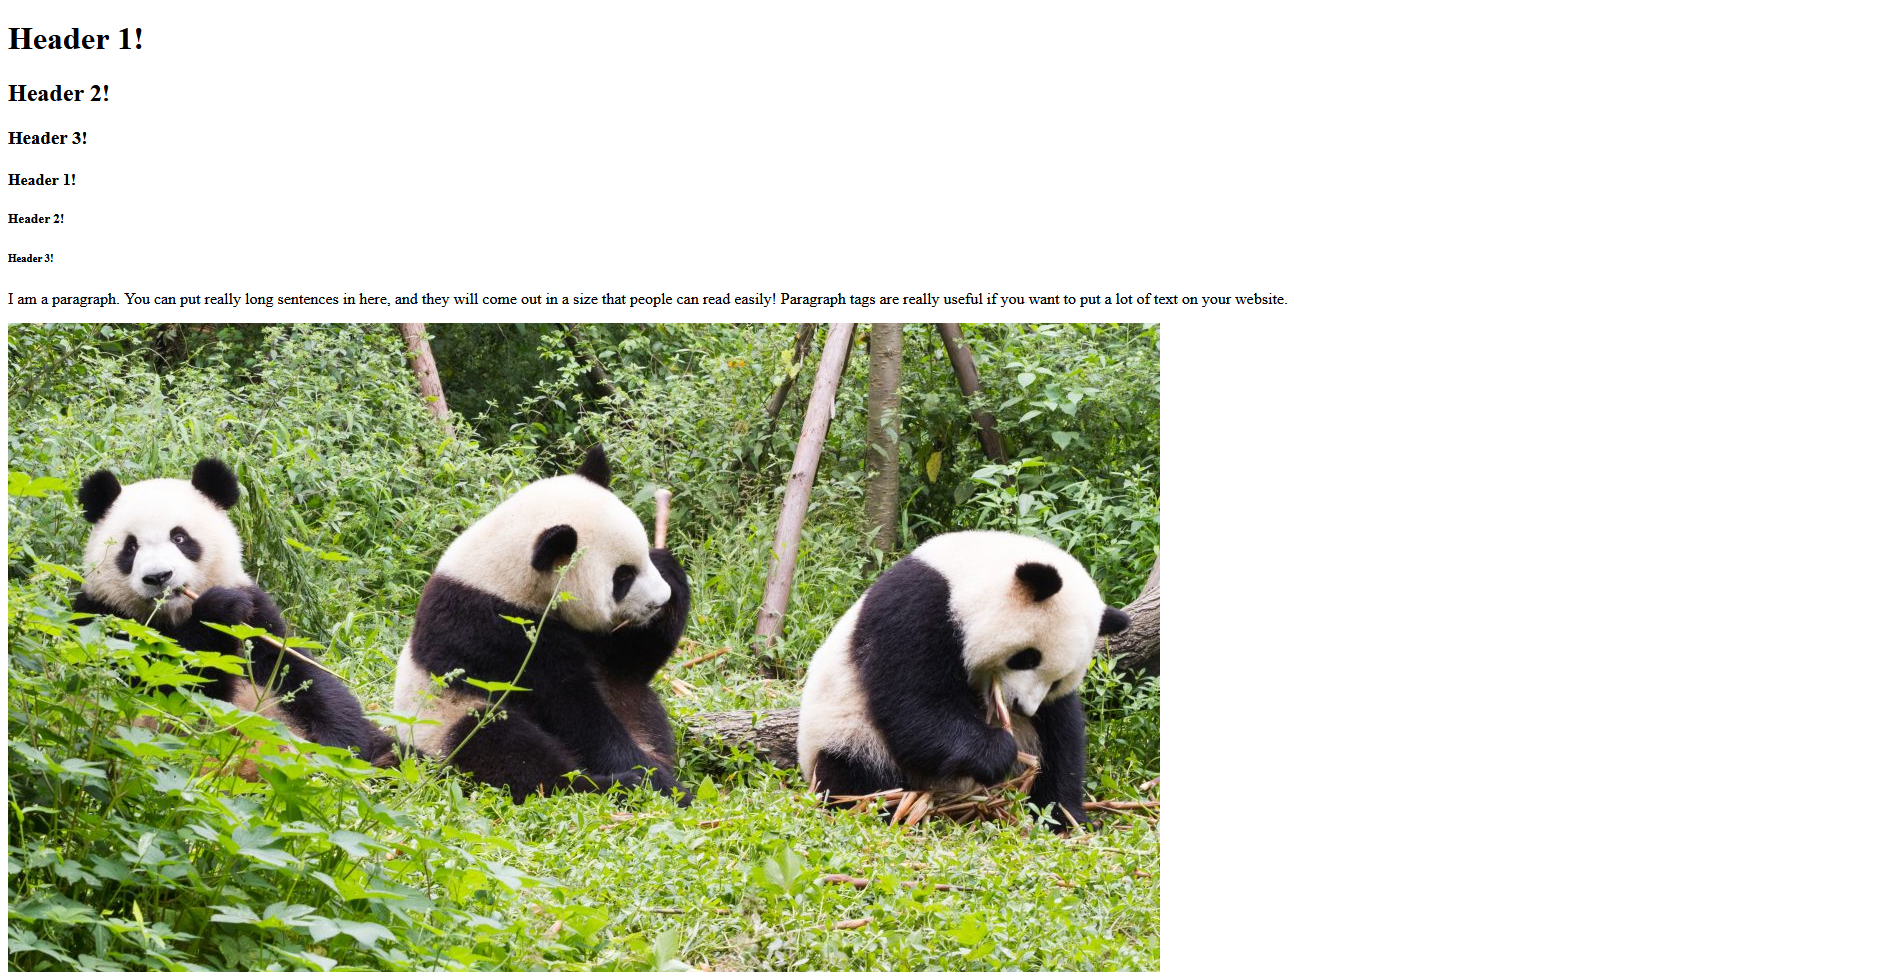 Header 1!
Header 2!
Header 3!
Header 1!
Header 2!
Header 3!
I am a paragraph. You can put really long sentences in here, and they will come out in a size that people can read easily! Paragraph tags are really useful if you want to put a lot of text on your website.